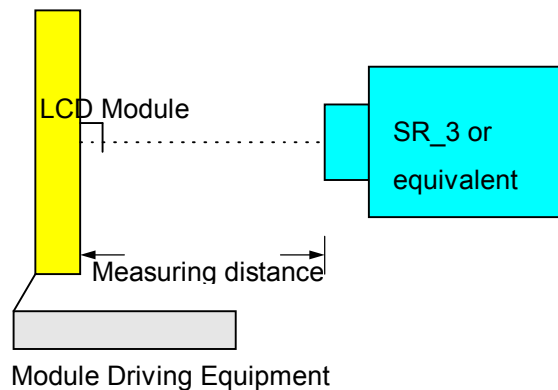 LCD Module
SR_3 or
equivalent
Measuring distance
Module Driving Equipment